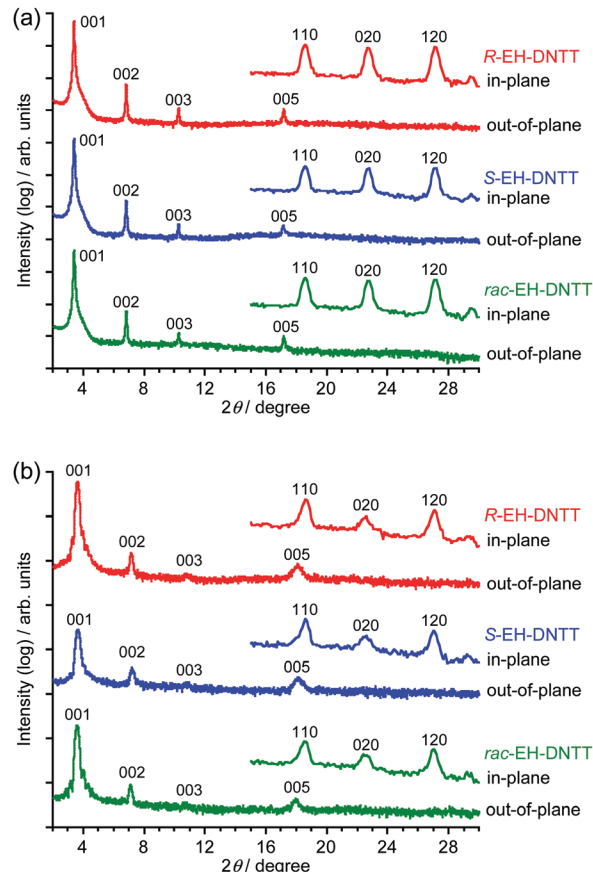 (a)
001
110
020
120
R-EH-DNTT
in-plane
002
003
005
out-of-plane
001
110
020
120
S-EH-DNTT
in-plane
002
003
005
out-of-plane
001
110
020
120
rac-EH-DNTT
in-plane
002
003
005
out-of-plane
Intensity (log) / arb. units
4 8 12 16 20 24 28
2θ / degree
(b)
001
110
020
120
R-EH-DNTT
in-plane
002
003
005
out-of-plane
001
110
020
120
S-EH-DNTT
in-plane
002
003
005
out-of-plane
001
110
020
120
rac-EH-DNTT
in-plane
002
003
005
out-of-plane
Intensity (log) / arb. units
4 8 12 16 20 24 28
2θ / degree